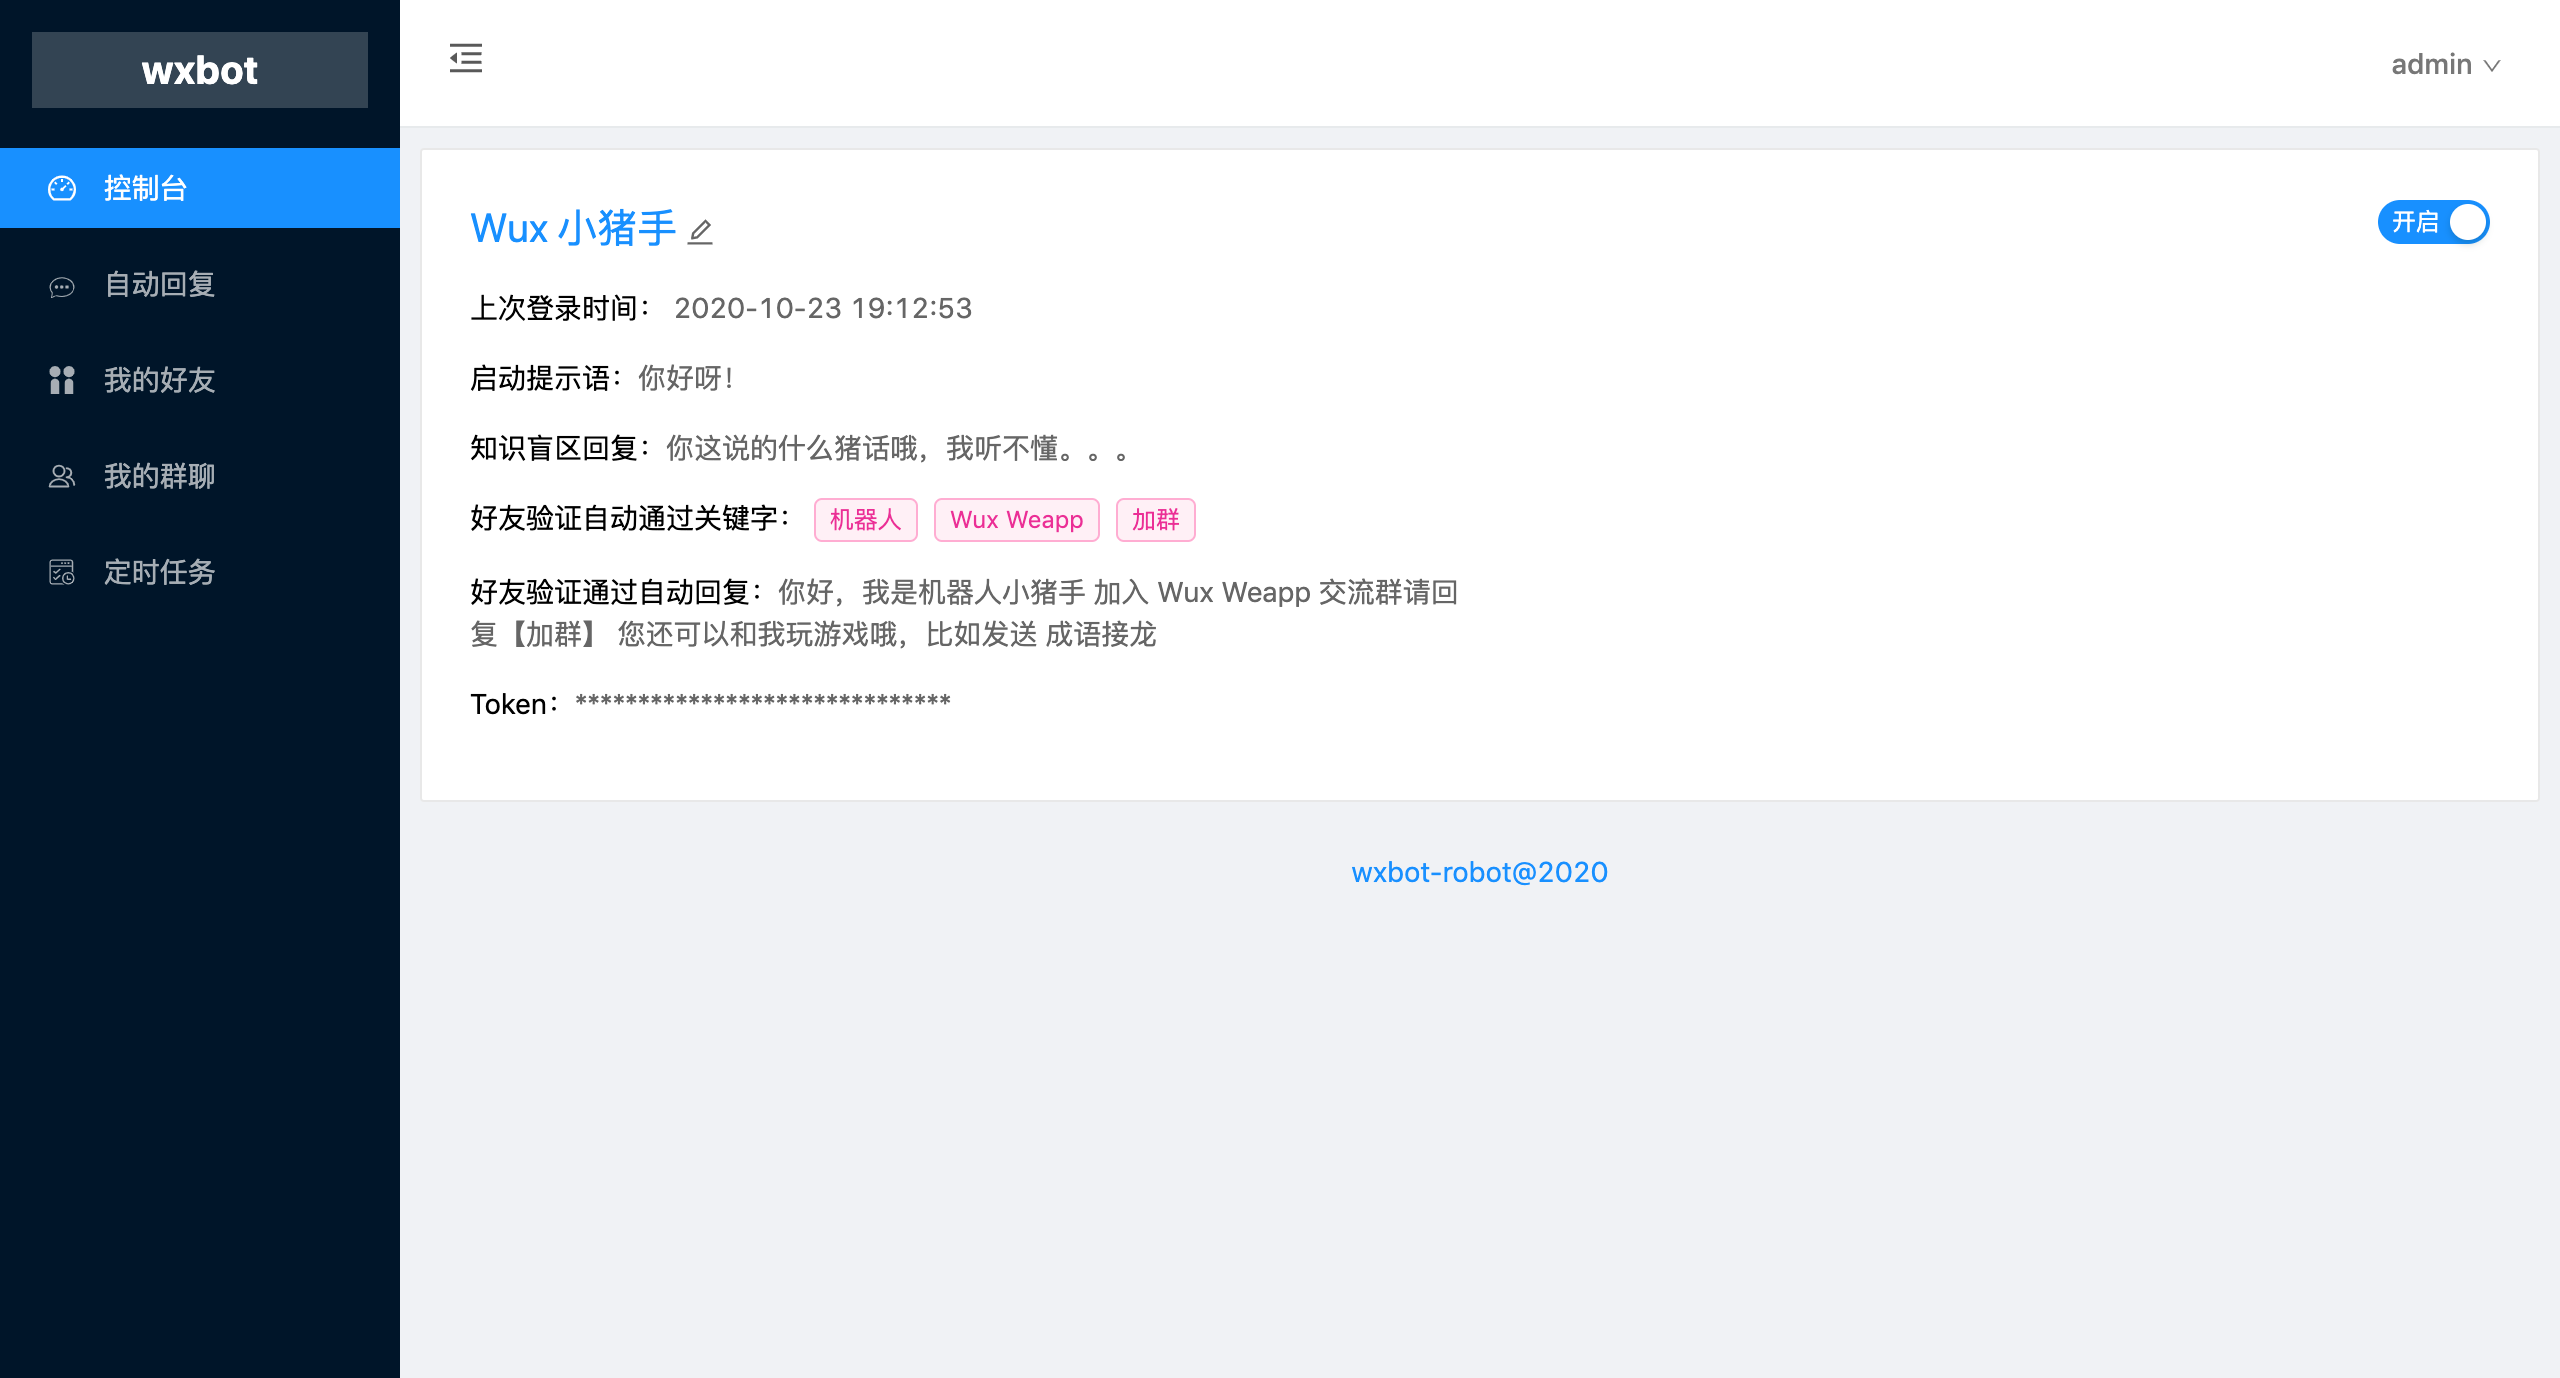 wxbot
控制台
自动回复
我的好友
我的群聊
定时任务
admin
Wux 小猪手
开启
上次登录时间： 2020-10-23 19:12:53
启动提示语：你好呀！
知识盲区回复：你这说的什么猪话哦，我听不懂。。。
好友验证自动通过关键字： 机器人 Wux Weapp 加群
好友验证通过自动回复：你好，我是机器人小猪手 加入 Wux Weapp 交流群请回
复【加群】 您还可以和我玩游戏哦，比如发送 成语接龙
Token：******************************
wxbot-robot@2020